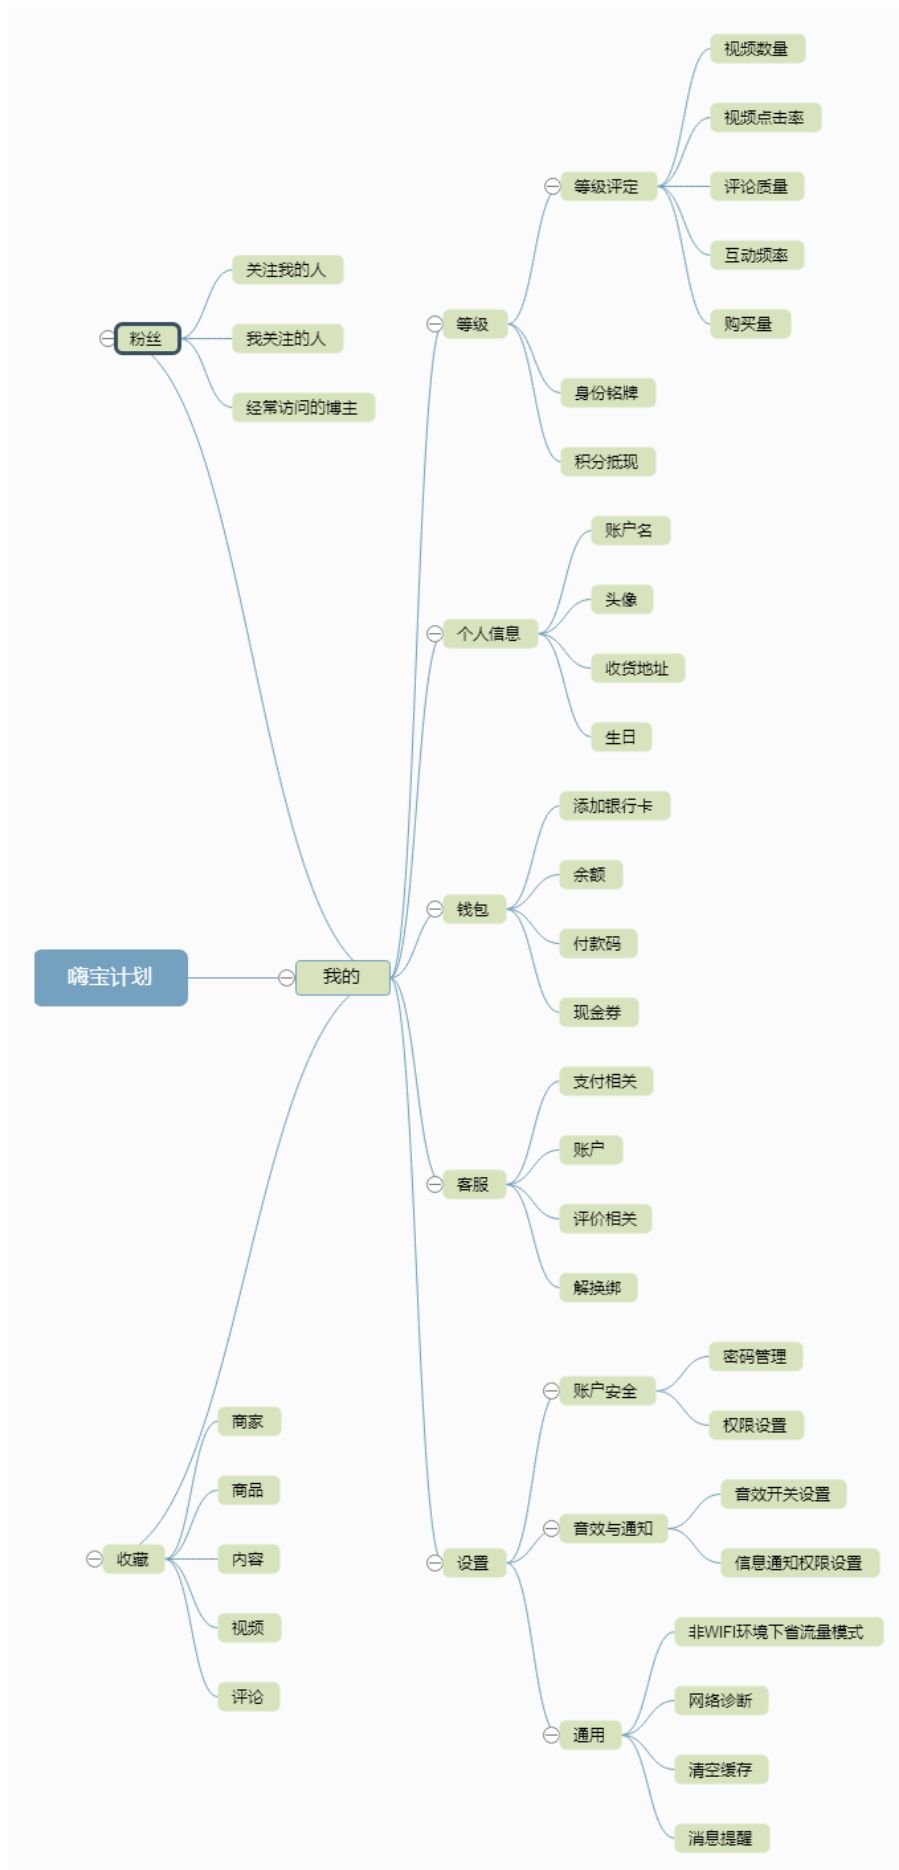 嗨宝计划
我的
粉丝
关注我的人
我关注的人
经常访问的博主
等级
等级评定
视频数量
视频点击率
评论质量
互动频率
购买量
身份铭牌
积分抵现
个人信息
账户名
头像
收货地址
生日
钱包
添加银行卡
余额
付款码
现金券
客服
支付相关
账户
评价相关
解换绑
设置
账户安全
密码管理
权限设置
音效与通知
音效开关设置
信息通知权限设置
通用
非WIFI环境下省流量模式
网络诊断
清空缓存
消息提醒
收藏
商家
商品
内容
视频
评论